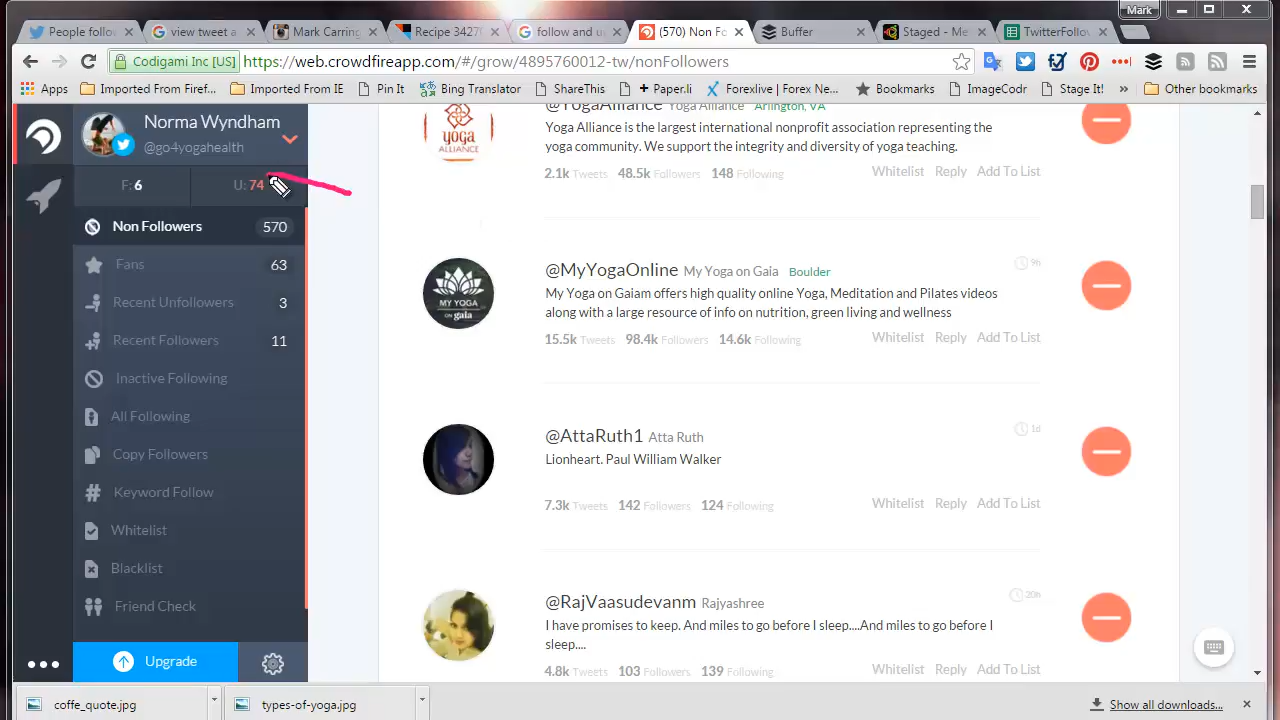 Mark
People follow
video tweet a
Mark Carring
Recipe 3427
follow and u
(570) Non Fo
Buffer
Staged - Me
TwitterFollow
Codigami Inc [US] https://web.crowdfireapp.com/#/grow/4895760012-tw/nonFollowers
Apps Imported From Firef... Imported From IE Pin It Bing Translator ShareThis + Paper.li Forexlive | Forex Ne... Bookmarks ImageCodr Stage It! » Other bookmarks
Norma Wyndham
@go4yogahealth
F: 6 U: 74
Non Followers 570
Fans 63
Recent Unfollowers 3
Recent Followers 11
Inactive Following
All Following
Copy Followers
Keyword Follow
Whitelist
Blacklist
Friend Check
Upgrade
@YogaAlliance Yoga Alliance Arlington, VA
YOGA
ALLIANCE
Yoga Alliance is the largest international nonprofit association representing the
yoga community. We support the integrity and diversity of yoga teaching.
2.1k Tweets 48.5k Followers 148 Following Whitelist Reply Add To List
@MyYogaOnline My Yoga on Gaia Boulder 9h
MY YOGA
ON gaia
My Yoga on Gaiam offers high quality online Yoga, Meditation and Pilates videos
along with a large resource of info on nutrition, green living and wellness
15.5k Tweets 98.4k Followers 14.6k Following Whitelist Reply Add To List
@AttaRuth1 Atta Ruth 1d
Lionheart. Paul William Walker
7.3k Tweets 142 Followers 124 Following Whitelist Reply Add To List
@RajVaasudevanm Rajyashree 20h
I have promises to keep. And miles to go before I sleep....And miles to go before I
sleep....
4.8k Tweets 103 Followers 139 Following Whitelist Reply Add To List
coffe_quote.jpg types-of-yoga.jpg Show all downloads...